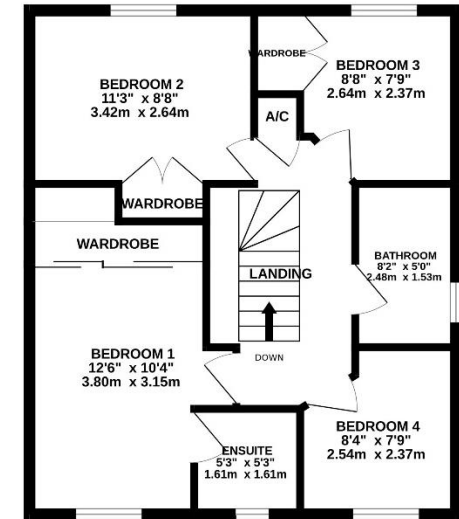 BEDROOM 2
11'3" x 8'8"
3.42m x 2.64m
WARDROBE
BEDROOM 3
8'8" x 7'9"
2.64m x 2.37m
A/C
WARDROBE
WARDROBE
LANDING
DOWN
BATHROOM
8'2" x 5'0"
2.48m x 1.53m
BEDROOM 1
12'6" x 10'4"
3.80m x 3.15m
ENSUITE
5'3" x 5'3"
1.61m x 1.61m
BEDROOM 4
8'4" x 7'9"
2.54m x 2.37m